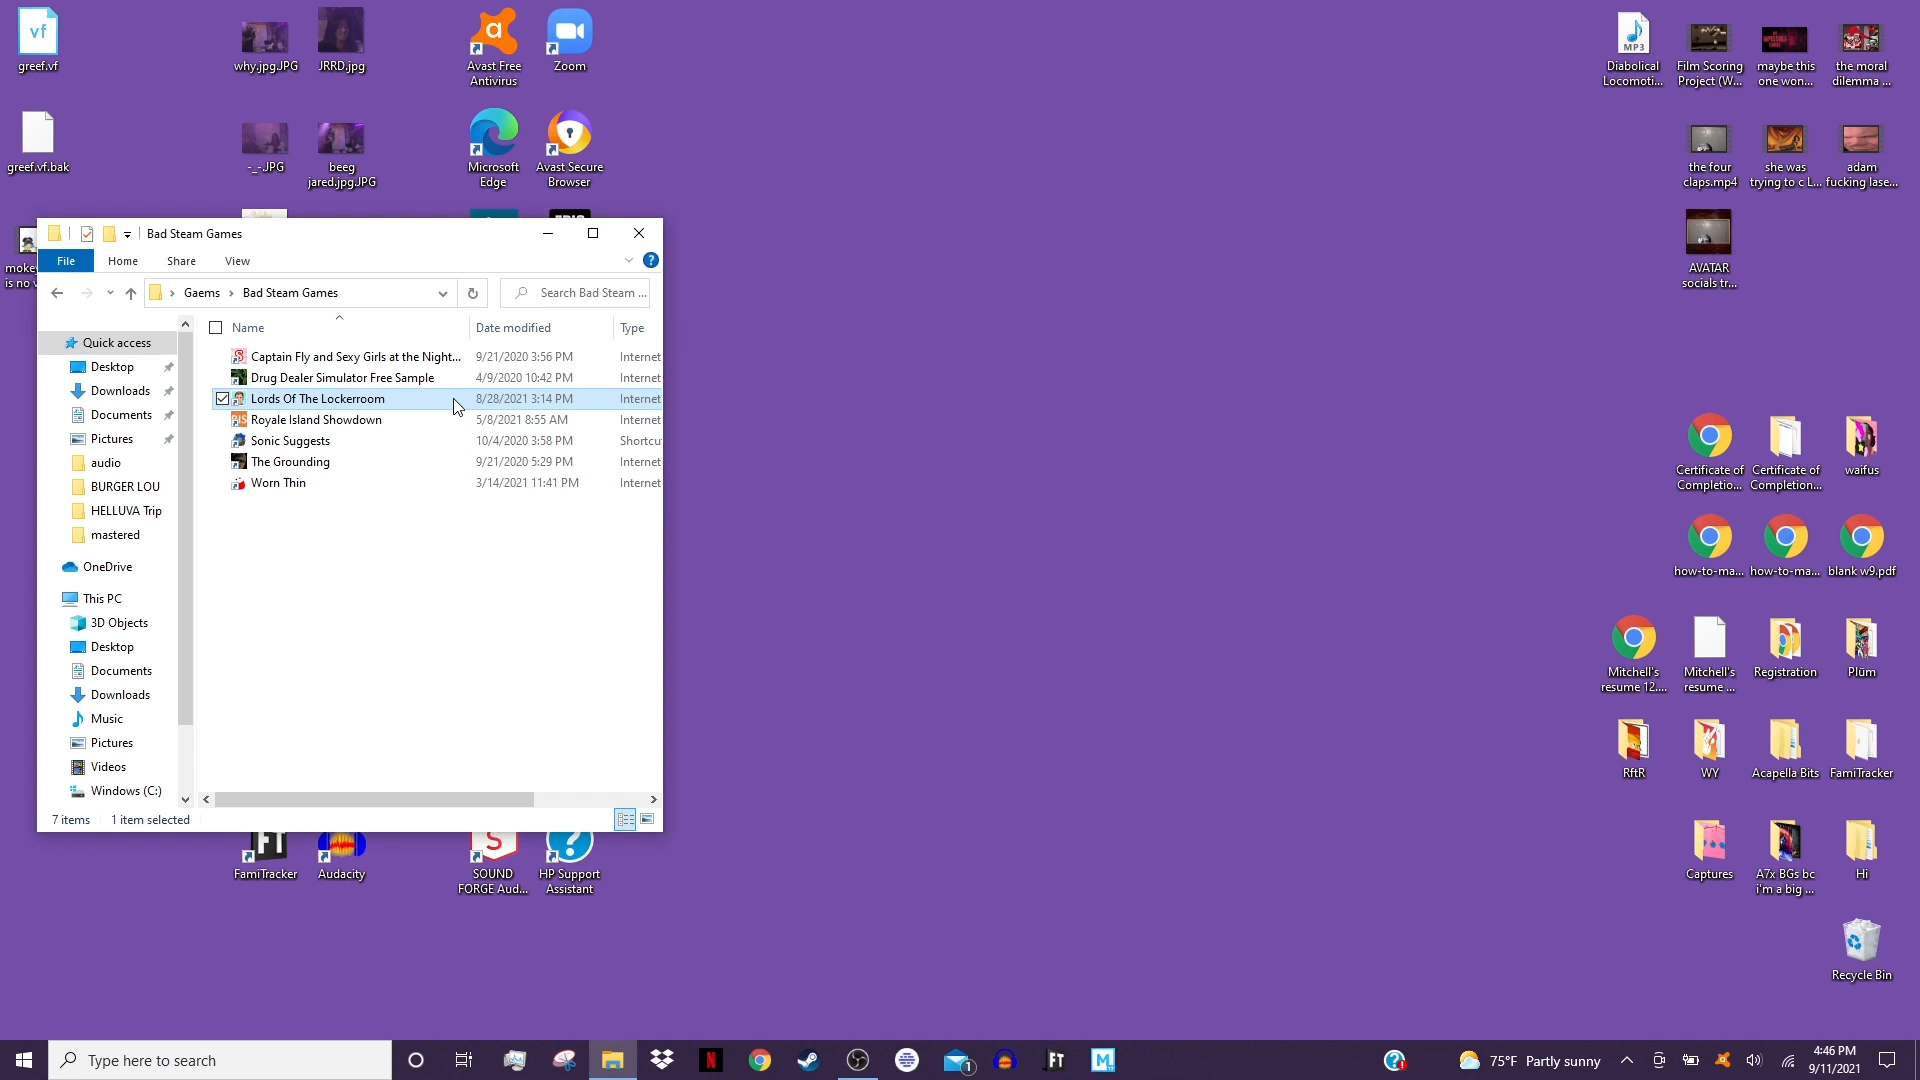 vf
greef.vf
why.jpg.JPG
JRRD.jpg
Avast Free
Antivirus
Zoom
MP3
Diabolical
Locomoti...
Film Scoring
Project (W...
maybe this
one won...
the moral
dilemma ...
greef.vf.bak
-_-.JPG
beeg
jared.jpg.JPG
Microsoft
Edge
Avast Secure
Browser
the four
claps.mp4
she was
trying to c L...
adam
fucking lase...
AVATAR
socials tr...
Bad Steam Games
File
Home
Share
View
Gaems
Bad Steam Games
Search Bad Steam ...
Name
Date modified
Type
Quick access
Desktop
Downloads
Documents
Pictures
audio
BURGER LOU
HELLUVA Trip
mastered
OneDrive
This PC
3D Objects
Desktop
Documents
Downloads
Music
Pictures
Videos
Windows (C:)
Captain Fly and Sexy Girls at the Night... 9/21/2020 3:56 PM Internet
Drug Dealer Simulator Free Sample 4/9/2020 10:42 PM Internet
Lords Of The Lockerroom 8/28/2021 3:14 PM Internet
Royale Island Showdown 5/8/2021 8:55 AM Internet
Sonic Suggests 10/4/2020 3:58 PM Shortcu
The Grounding 9/21/2020 5:29 PM Internet
Worn Thin 3/14/2021 11:41 PM Internet
7 items
1 item selected
Certificate of
Completio...
Certificate of
Completion...
waifus
how-to-ma...
how-to-ma...
blank w9.pdf
Mitchell's
resume 12....
Mitchell's
resume ...
Registration
Plüm
RftR
WY
Acapella Bits
FamiTracker
FamiTracker
Audacity
SOUND
FORGE Aud...
HP Support
Assistant
Captures
A7x BGs bc
i'm a big ...
Hi
Recycle Bin
Type here to search
75°F Partly sunny
4:46 PM
9/11/2021